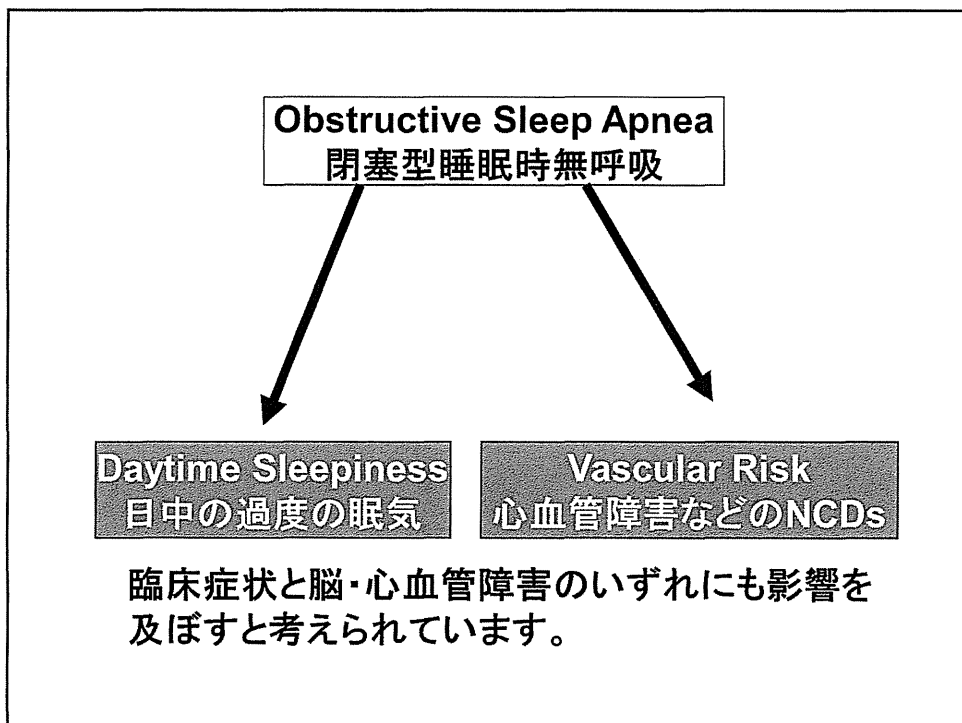 Obstructive Sleep Apnea
閉塞型睡眠時無呼吸
Daytime Sleepiness
日中の過度の眠気
Vascular Risk
心血管障害などのNCDs
臨床症状と脳・心血管障害のいずれにも影響を
及ぼすと考えられています。